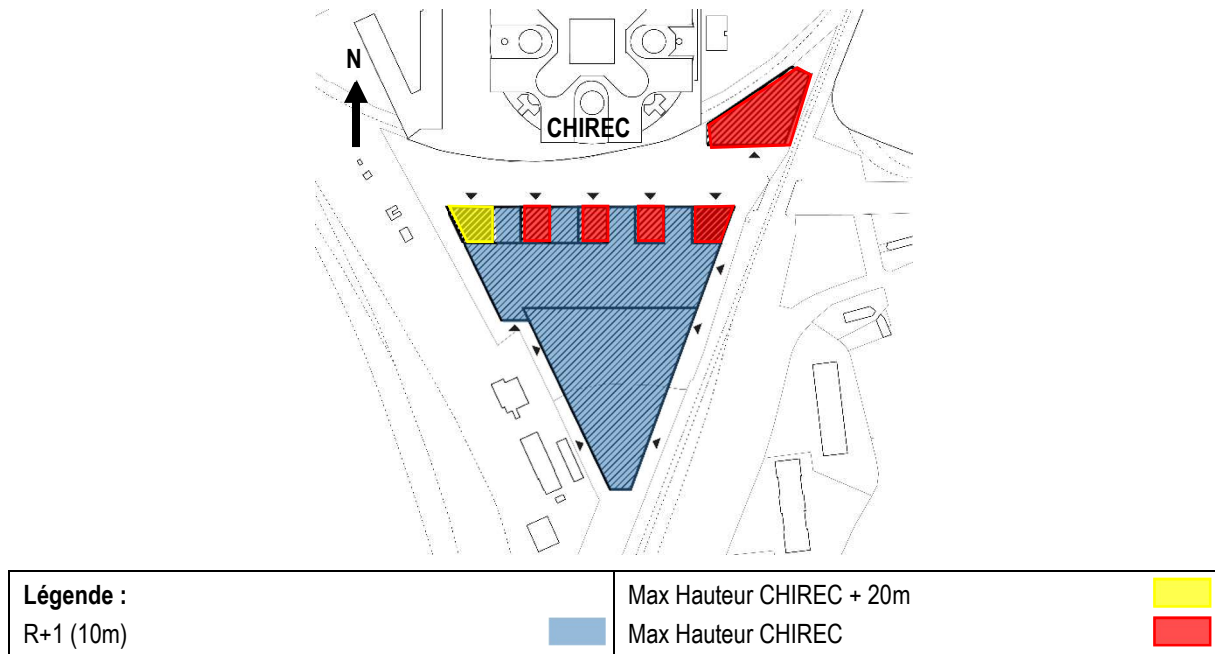 N
CHIREC
Légende :
R+1 (10m)
Max Hauteur CHIREC + 20m
Max Hauteur CHIREC